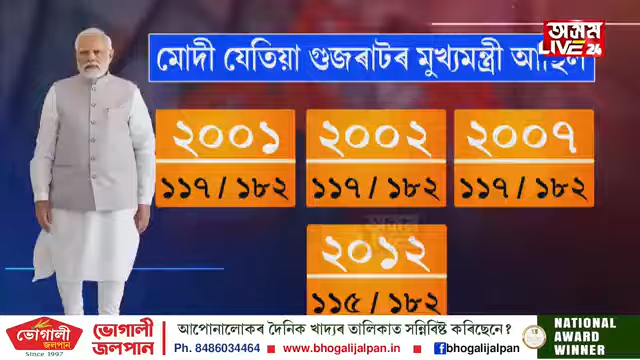 মোদী যেতিয়া গুজৰাটৰ মুখ্যমন্ত্ৰী আছিল
অসম
LIVE 24
২০০১
১১৭ / ১৮২
২০০২
১১৭ / ১৮২
২০০৭
১১৭ / ১৮২
২০১২
১১৫ / ১৮২
ভোগালী
জলপান
Since 1997
ভোগালী
জলপান
আপোনালোকৰ দৈনিক খাদ্যৰ তালিকাত সন্নিবিষ্ট কৰিছেনে?
Ph. 8486034464 www.bhogalijalpan.in bhogalijalpan
NATIONAL
AWARD
WINNER